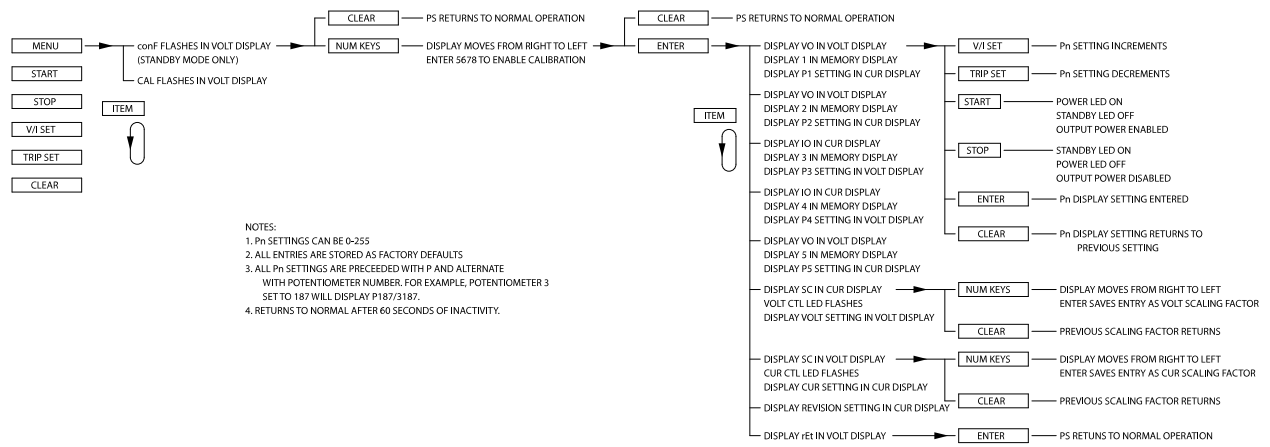 CLEAR
PS RETURNS TO NORMAL OPERATION
CLEAR
PS RETURNS TO NORMAL OPERATION
MENU
START
STOP
V/I SET
TRIP SET
CLEAR
conF FLASHES IN VOLT DISPLAY
(STANDBY MODE ONLY)
CAL FLASHES IN VOLT DISPLAY
ITEM
NUM KEYS
DISPLAY MOVES FROM RIGHT TO LEFT
ENTER 5678 TO ENABLE CALIBRATION
ENTER
ITEM
DISPLAY VO IN VOLT DISPLAY
DISPLAY 1 IN MEMORY DISPLAY
DISPLAY P1 SETTING IN CUR DISPLAY
DISPLAY VO IN VOLT DISPLAY
DISPLAY 2 IN MEMORY DISPLAY
DISPLAY P2 SETTING IN CUR DISPLAY
DISPLAY IO IN CUR DISPLAY
DISPLAY 3 IN MEMORY DISPLAY
DISPLAY P3 SETTING IN VOLT DISPLAY
DISPLAY IO IN CUR DISPLAY
DISPLAY 4 IN MEMORY DISPLAY
DISPLAY P4 SETTING IN VOLT DISPLAY
DISPLAY VO IN VOLT DISPLAY
DISPLAY 5 IN MEMORY DISPLAY
DISPLAY P5 SETTING IN CUR DISPLAY
DISPLAY SC IN CUR DISPLAY
VOLT CTL LED FLASHES
DISPLAY VOLT SETTING IN VOLT DISPLAY
DISPLAY SC IN VOLT DISPLAY
CUR CTL LED FLASHES
DISPLAY CUR SETTING IN CUR DISPLAY
DISPLAY REVISION SETTING IN CUR DISPLAY
DISPLAY rEt IN VOLT DISPLAY
V/I SET
Pn SETTING INCREMENTS
TRIP SET
Pn SETTING DECREMENTS
START
POWER LED ON
STANDBY LED OFF
OUTPUT POWER ENABLED
STOP
STANDBY LED ON
POWER LED OFF
OUTPUT POWER DISABLED
ENTER
Pn DISPLAY SETTING ENTERED
CLEAR
Pn DISPLAY SETTING RETURNS TO
PREVIOUS SETTING
NUM KEYS
DISPLAY MOVES FROM RIGHT TO LEFT
ENTER SAVES ENTRY AS VOLT SCALING FACTOR
CLEAR
PREVIOUS SCALING FACTOR RETURNS
NUM KEYS
DISPLAY MOVES FROM RIGHT TO LEFT
ENTER SAVES ENTRY AS CUR SCALING FACTOR
CLEAR
PREVIOUS SCALING FACTOR RETURNS
ENTER
PS RETUNS TO NORMAL OPERATION
NOTES:
1. Pn SETTINGS CAN BE 0-255
2. ALL ENTRIES ARE STORED AS FACTORY DEFAULTS
3. ALL Pn SETTINGS ARE PRECEEDED WITH P AND ALTERNATE
WITH POTENTIOMETER NUMBER. FOR EXAMPLE, POTENTIOMETER 3
SET TO 187 WILL DISPLAY P187/3187.
4. RETURNS TO NORMAL AFTER 60 SECONDS OF INACTIVITY.